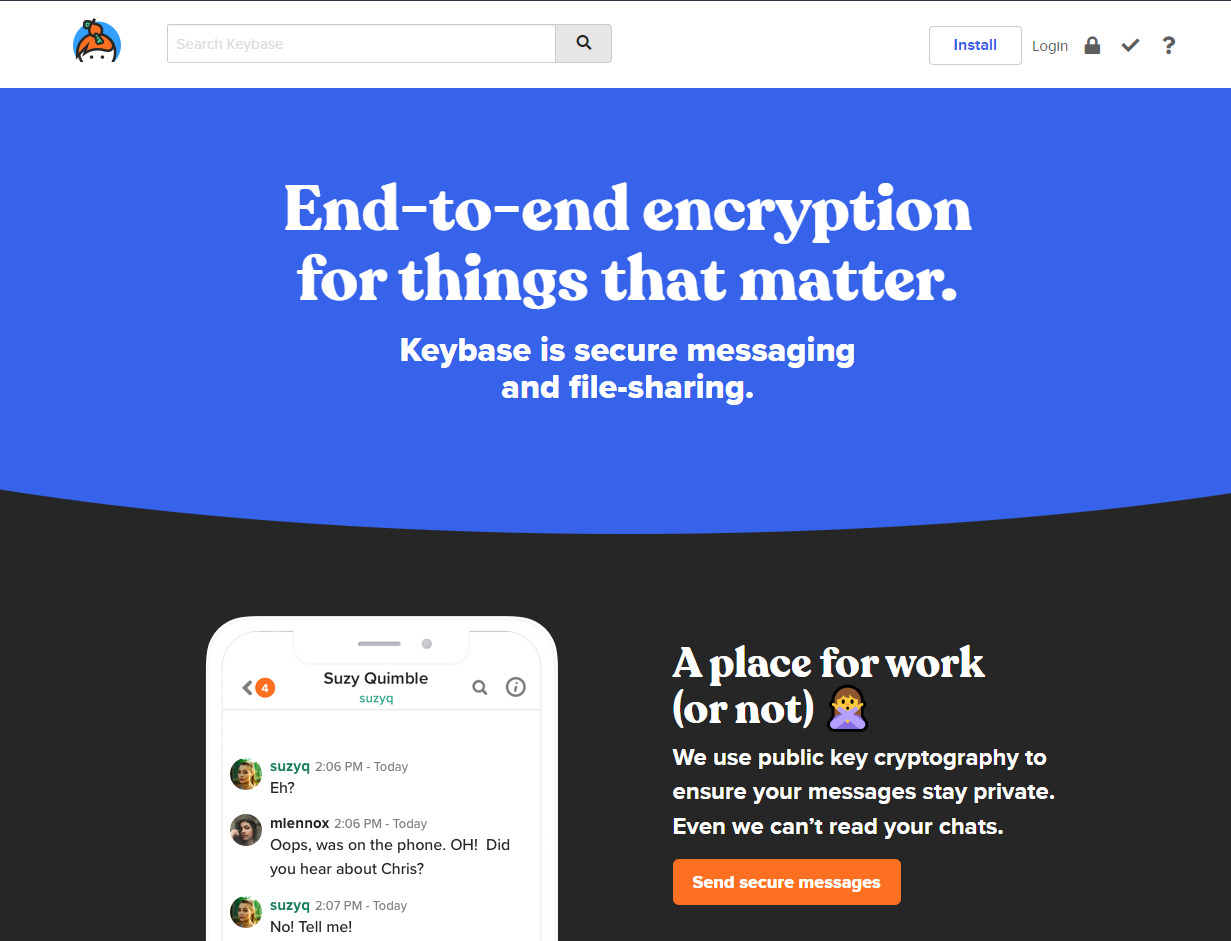 Search Keybase
Install
Login
End-to-end encryption
for things that matter.
Keybase is secure messaging
and file-sharing.
4
Suzy Quimble
suzyq
suzyq 2:06 PM - Today
Eh?
mlennox 2:06 PM - Today
Oops, was on the phone. OH!  Did
you hear about Chris?
suzyq 2:07 PM - Today
No! Tell me!
A place for work
(or not) 🙅‍♀️
We use public key cryptography to
ensure your messages stay private.
Even we can’t read your chats.
Send secure messages